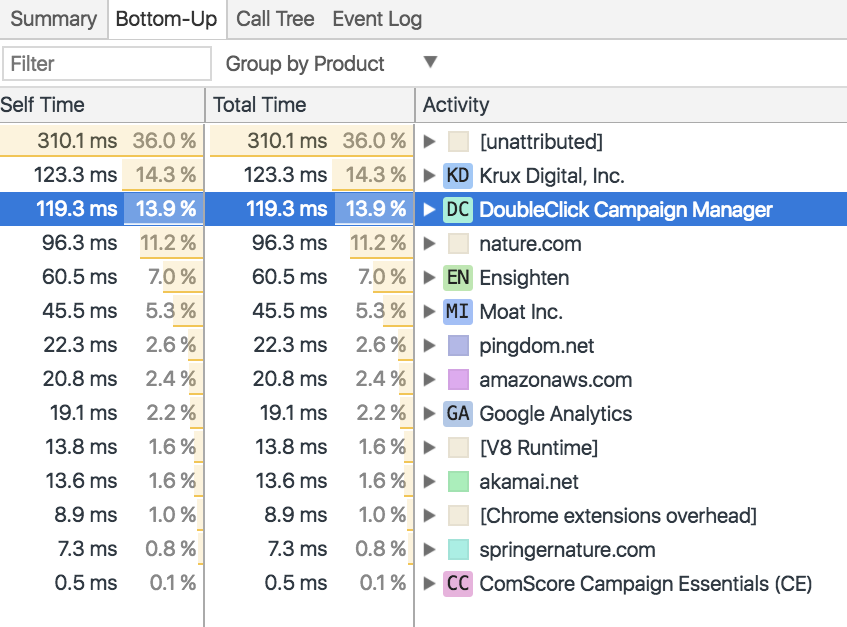 Summary Bottom-Up Call Tree Event Log
Filter Group by Product ▼
Self Time Total Time Activity
310.1 ms 36.0 % 310.1 ms 36.0 % ▶ [unattributed]
123.3 ms 14.3 % 123.3 ms 14.3 % ▶ KD Krux Digital, Inc.
119.3 ms 13.9 % 119.3 ms 13.9 % ▶ DC DoubleClick Campaign Manager
96.3 ms 11.2 % 96.3 ms 11.2 % ▶ nature.com
60.5 ms 7.0 % 60.5 ms 7.0 % ▶ EN Ensighten
45.5 ms 5.3 % 45.5 ms 5.3 % ▶ MI Moat Inc.
22.3 ms 2.6 % 22.3 ms 2.6 % ▶ pingdom.net
20.8 ms 2.4 % 20.8 ms 2.4 % ▶ amazonaws.com
19.1 ms 2.2 % 19.1 ms 2.2 % ▶ GA Google Analytics
13.8 ms 1.6 % 13.8 ms 1.6 % ▶ [V8 Runtime]
13.6 ms 1.6 % 13.6 ms 1.6 % ▶ akamai.net
8.9 ms 1.0 % 8.9 ms 1.0 % ▶ [Chrome extensions overhead]
7.3 ms 0.8 % 7.3 ms 0.8 % ▶ springernature.com
0.5 ms 0.1 % 0.5 ms 0.1 % ▶ CC ComScore Campaign Essentials (CE)